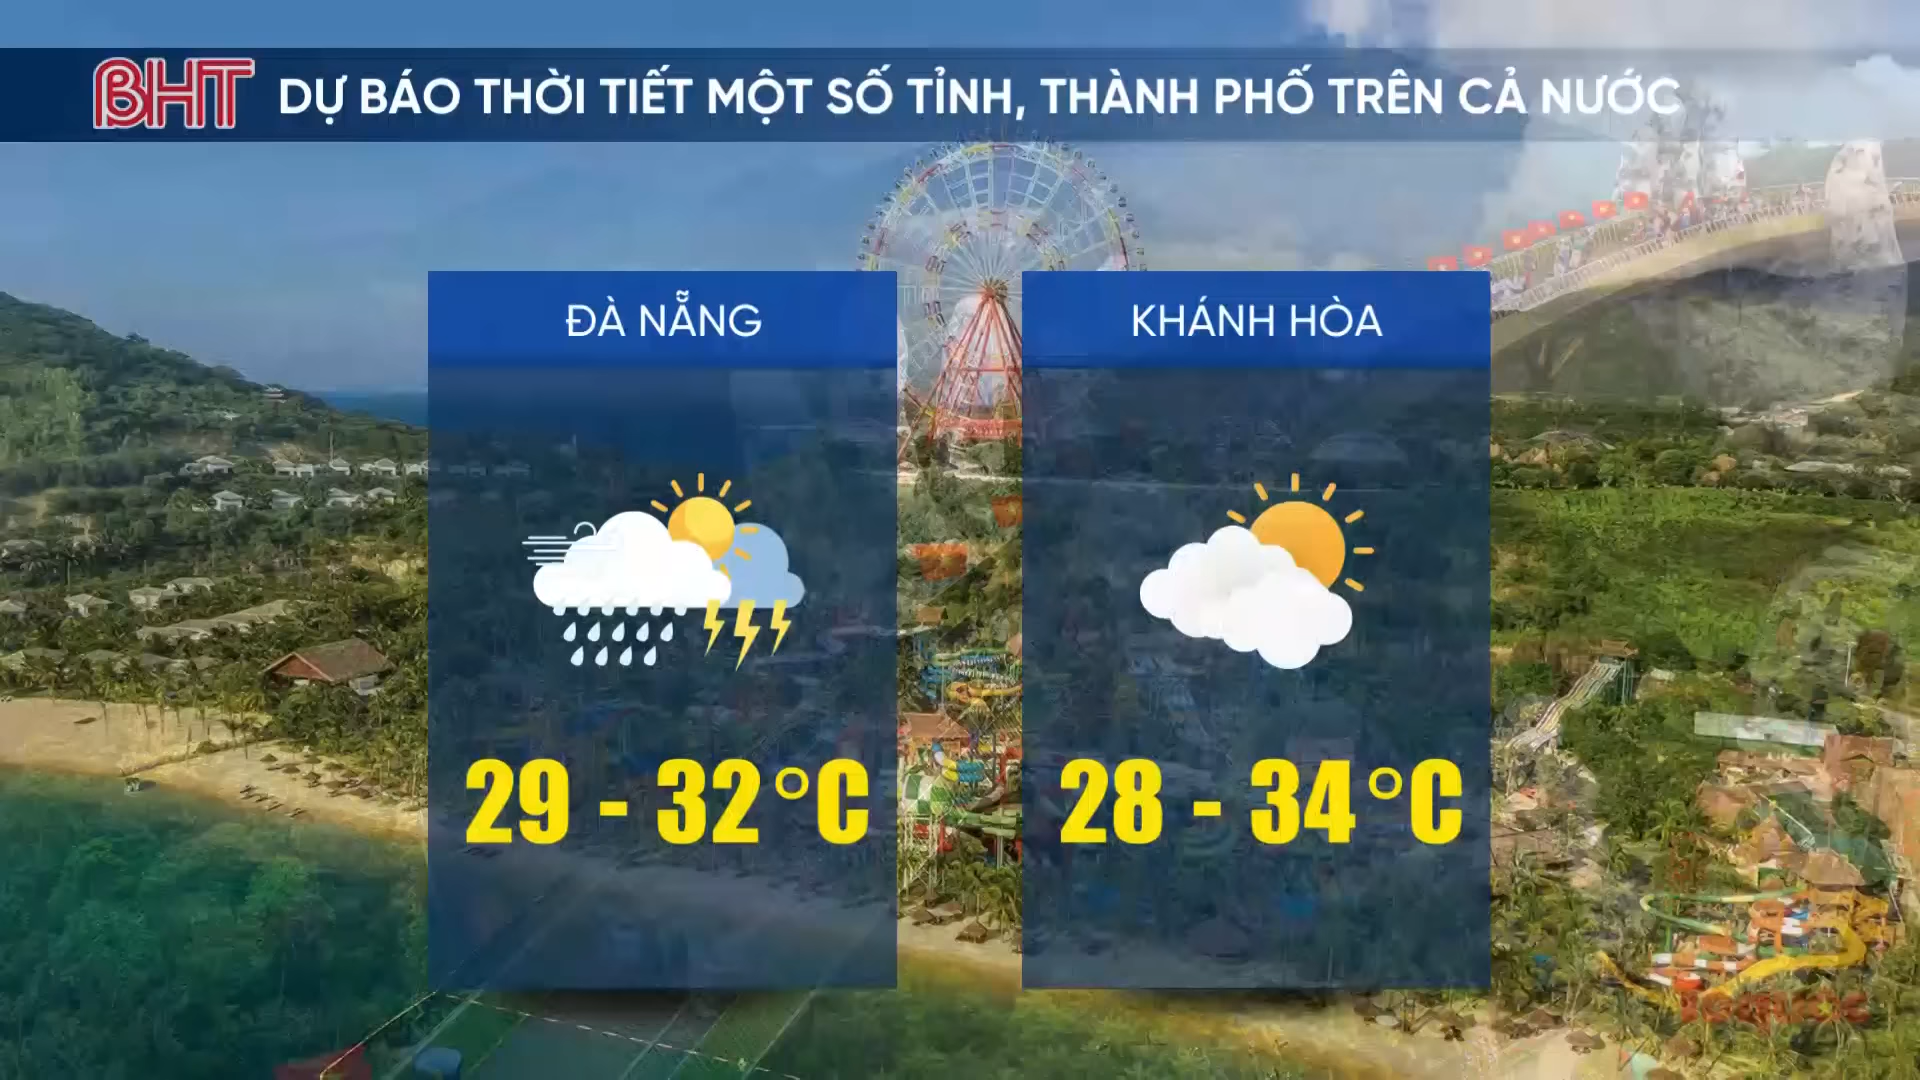 BHT DỰ BÁO THỜI TIẾT MỘT SỐ TỈNH, THÀNH PHỐ TRÊN CẢ NƯỚC
ĐÀ NẴNG
29 - 32°C
KHÁNH HÒA
28 - 34°C